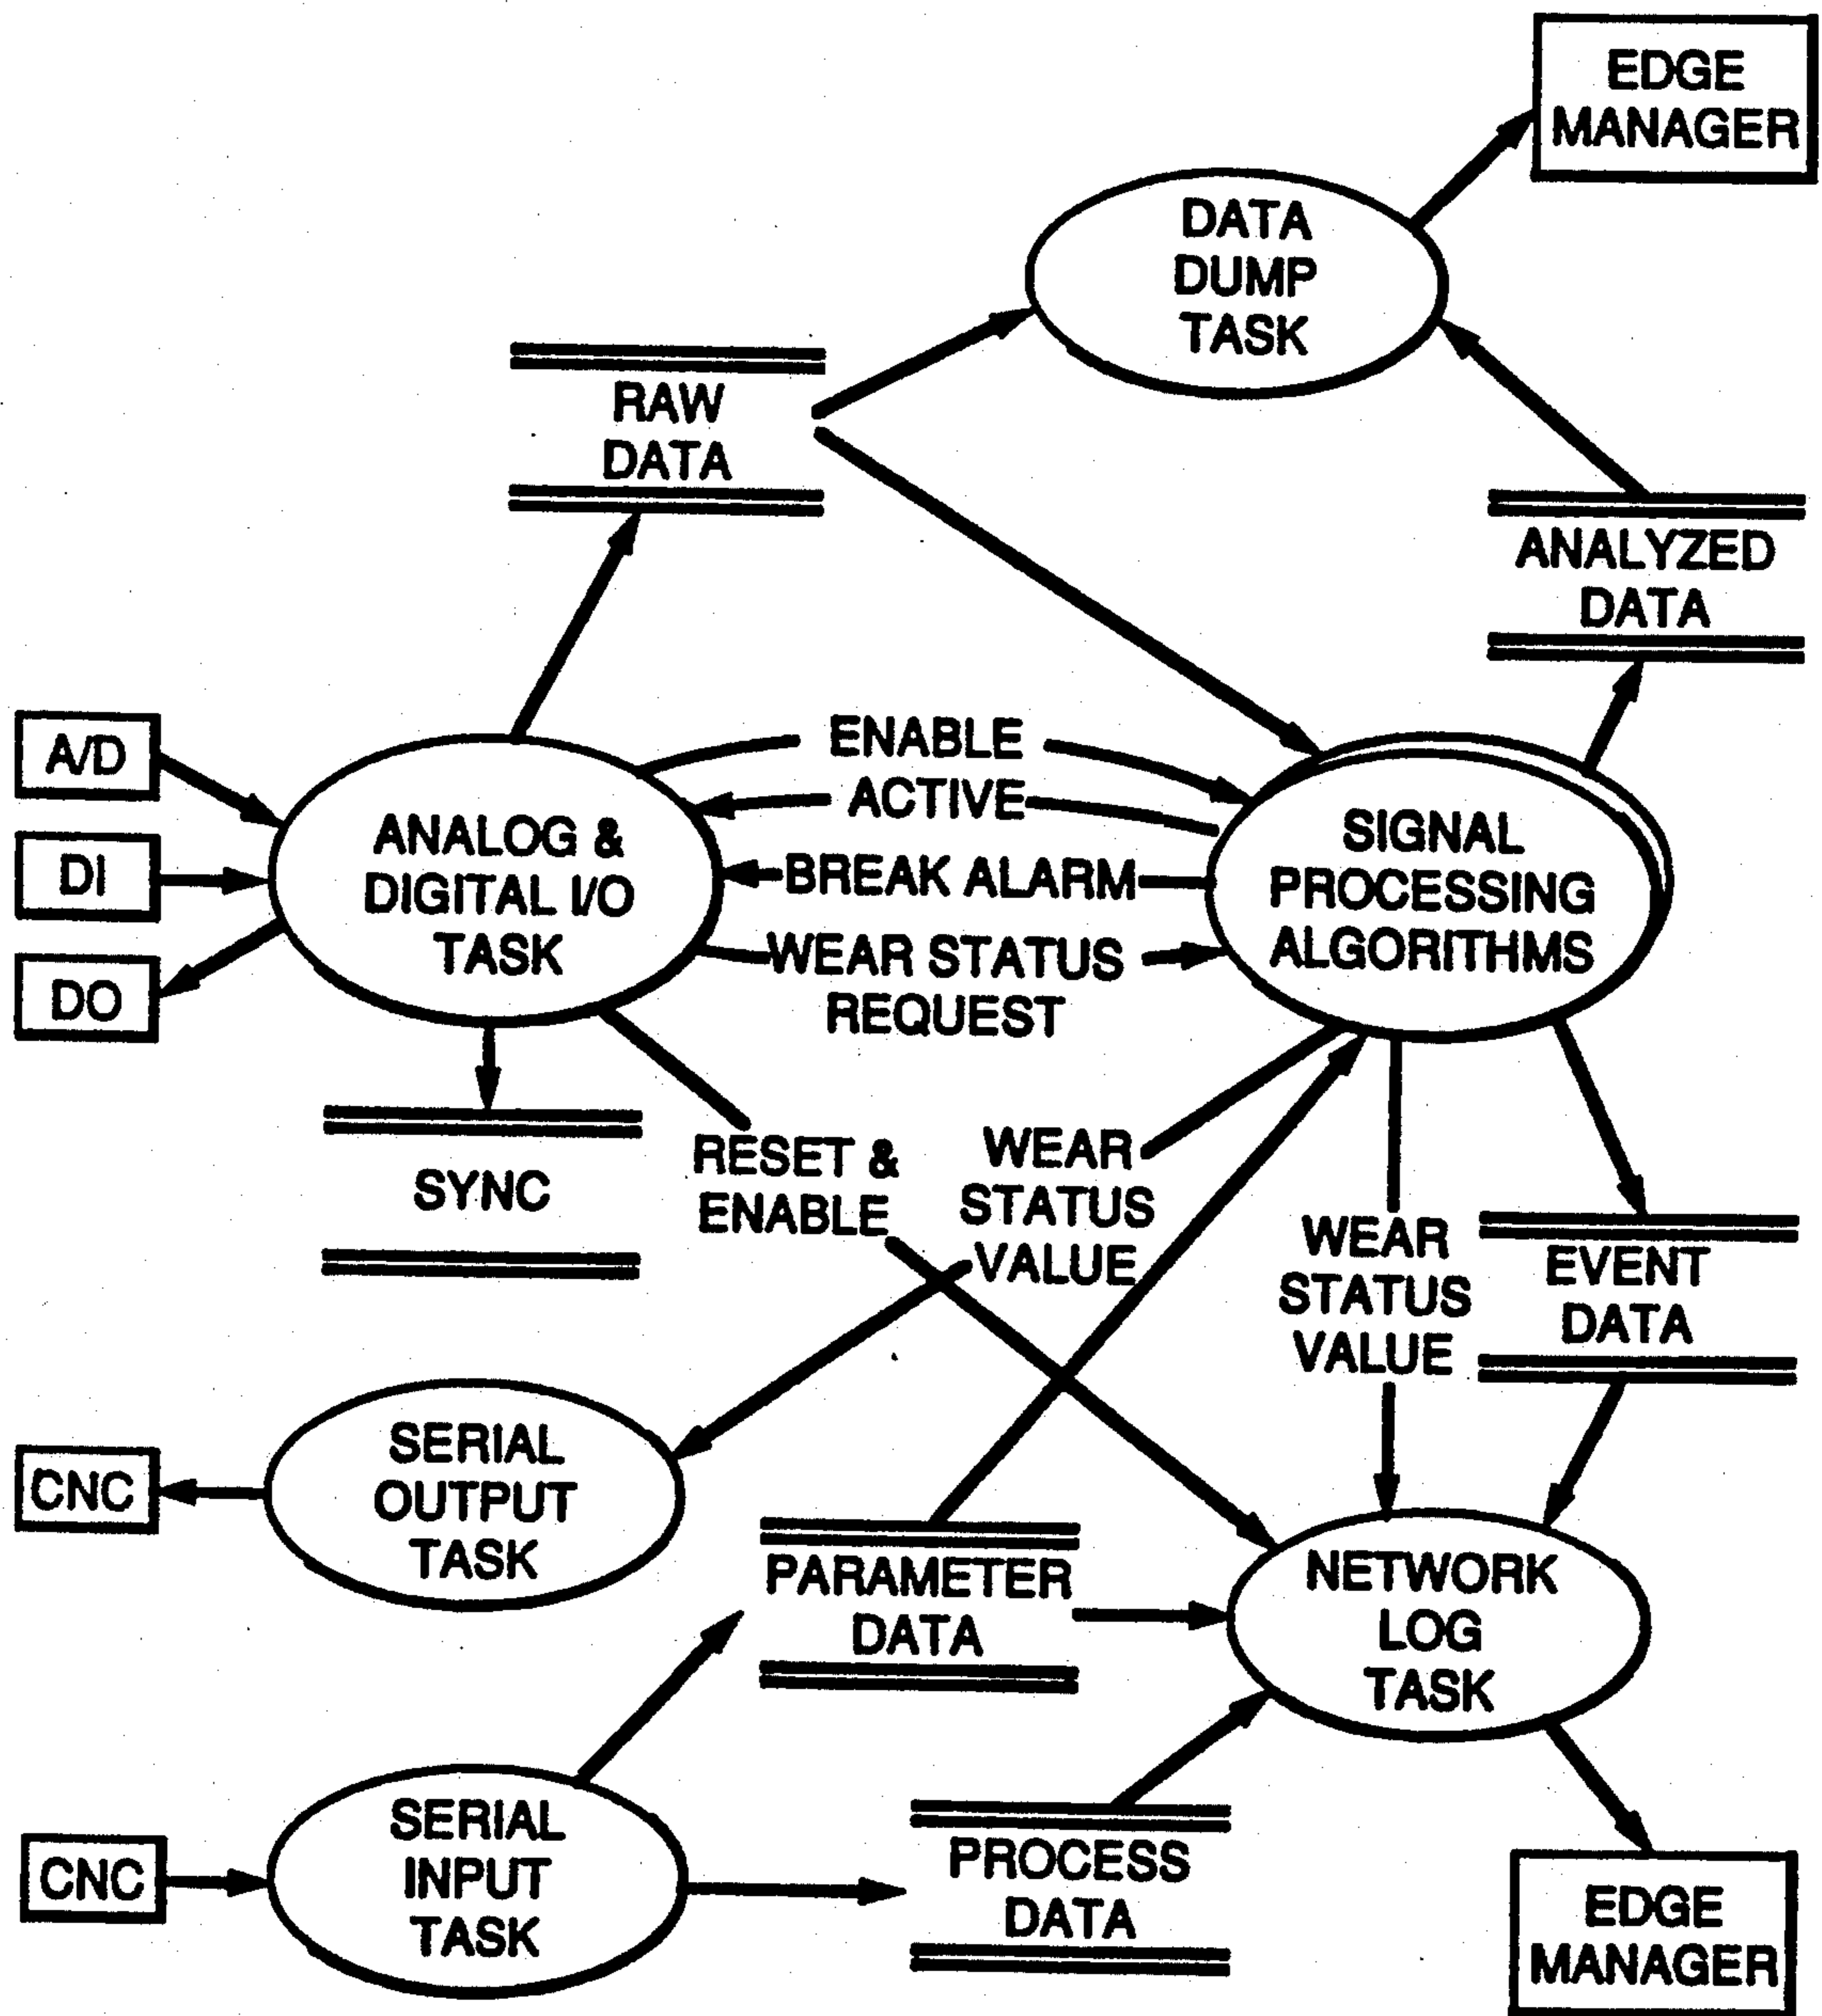 EDGE
MANAGER
DATA
DUMP
TASK
RAW
DATA
ANALYZED
DATA
A/D
DI
DO
ANALOG &
DIGITAL I/O
TASK
ENABLE
ACTIVE
BREAK ALARM
WEAR STATUS
REQUEST
SIGNAL
PROCESSING
ALGORITHMS
SYNC
RESET &
ENABLE
WEAR
STATUS
VALUE
WEAR
STATUS
VALUE
EVENT
DATA
CNC
SERIAL
OUTPUT
TASK
PARAMETER
DATA
NETWORK
LOG
TASK
CNC
SERIAL
INPUT
TASK
PROCESS
DATA
EDGE
MANAGER